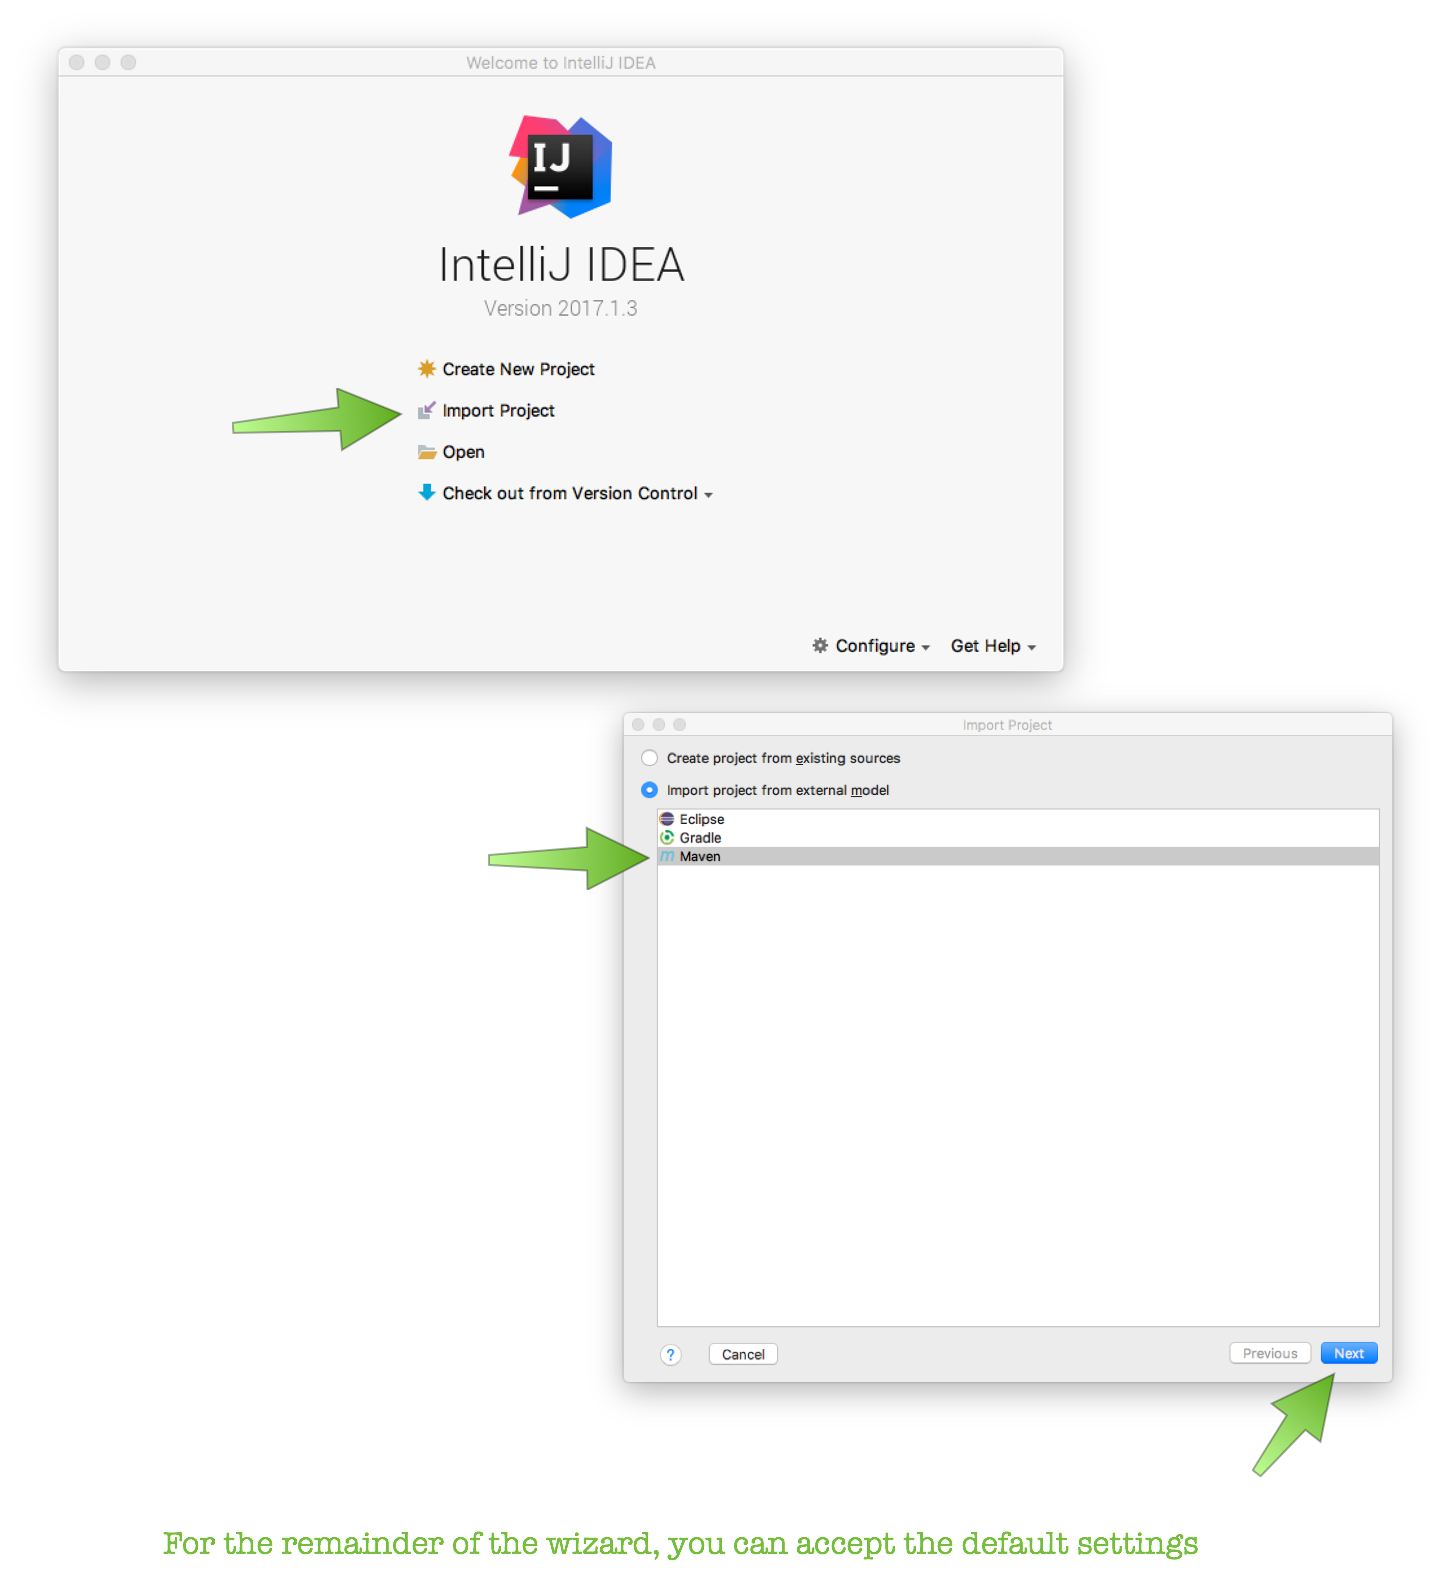 Welcome to IntelliJ IDEA
IJ
IntelliJ IDEA
Version 2017.1.3
Create New Project
Import Project
Open
Check out from Version Control
Configure
Get Help
Import Project
Create project from existing sources
Import project from external model
Eclipse
Gradle
m Maven
?
Cancel
Previous
Next
For the remainder of the wizard, you can accept the default settings